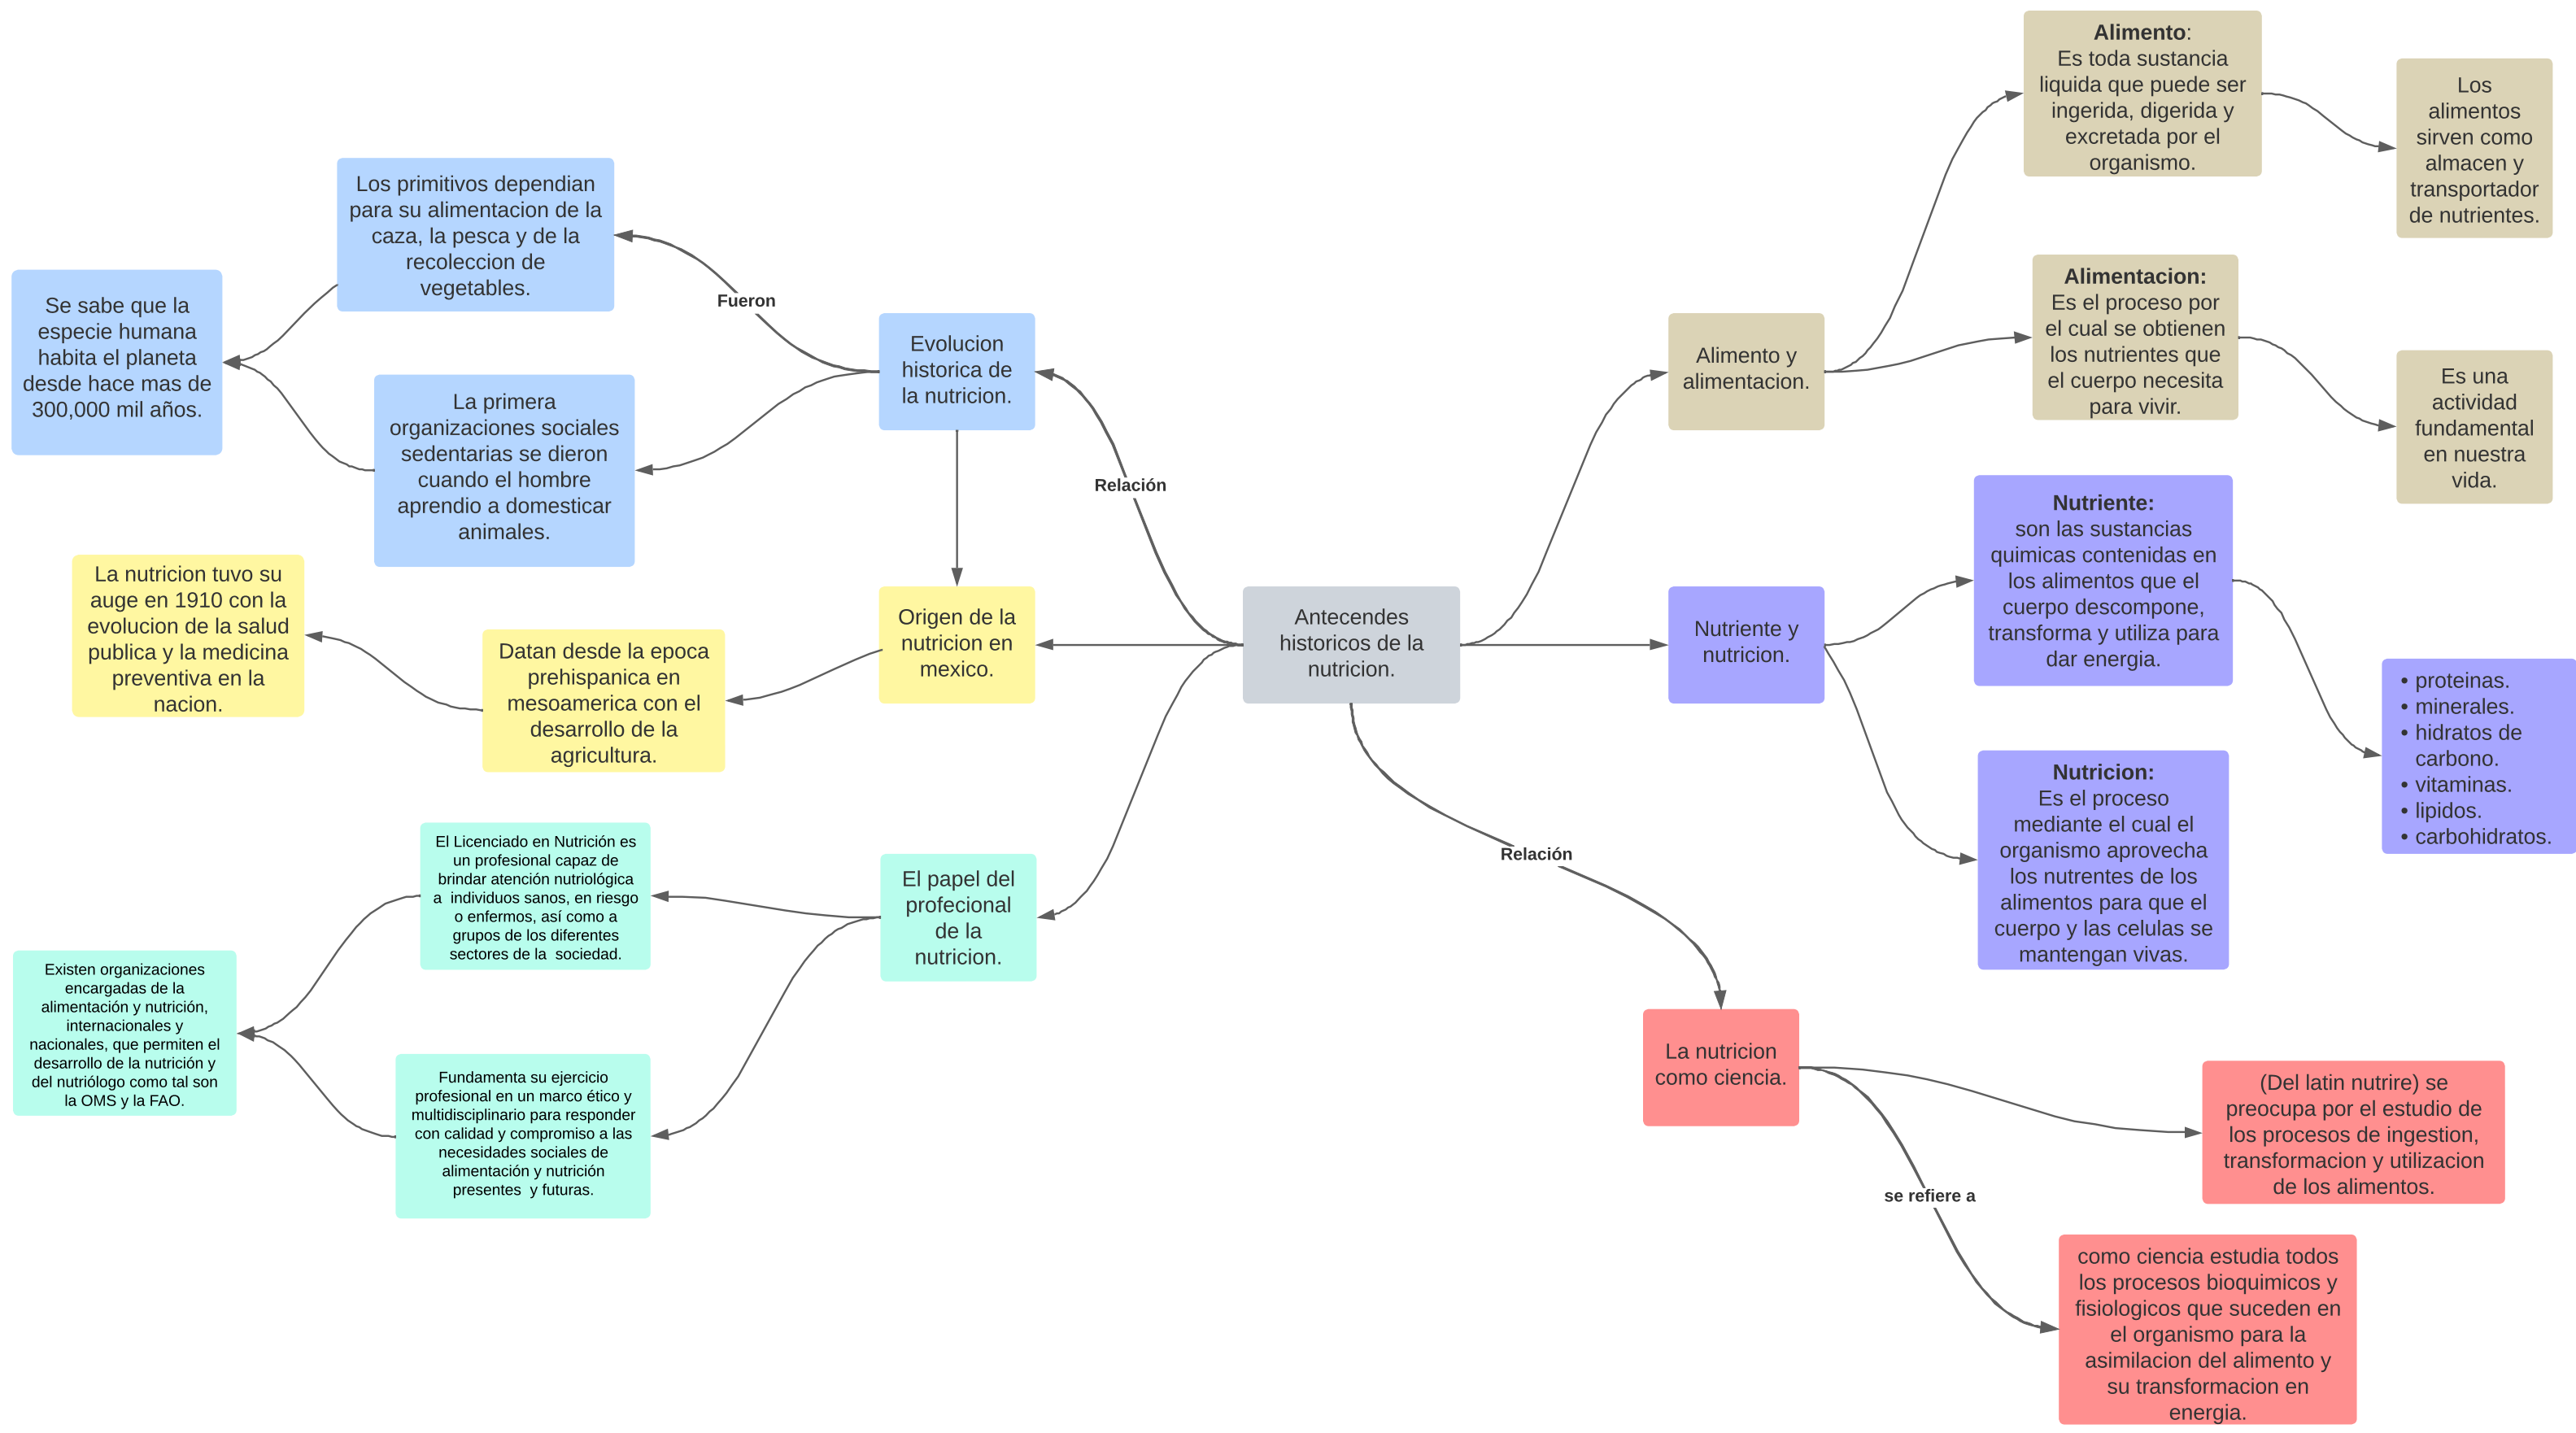 Antecendes
historicos de la
nutricion.
Relación
Evolucion
historica de
la nutricion.
Fueron
Los primitivos dependian
para su alimentacion de la
caza, la pesca y de la
recoleccion de
vegetables.
La primera
organizaciones sociales
sedentarias se dieron
cuando el hombre
aprendio a domesticar
animales.
Se sabe que la
especie humana
habita el planeta
desde hace mas de
300,000 mil años.
Origen de la
nutricion en
mexico.
Datan desde la epoca
prehispanica en
mesoamerica con el
desarrollo de la
agricultura.
La nutricion tuvo su
auge en 1910 con la
evolucion de la salud
publica y la medicina
preventiva en la
nacion.
El papel del
profecional
de la
nutricion.
El Licenciado en Nutrición es
un profesional capaz de
brindar atención nutriológica
a  individuos sanos, en riesgo
o enfermos, así como a
grupos de los diferentes
sectores de la  sociedad.
Fundamenta su ejercicio
profesional en un marco ético y
multidisciplinario para responder
con calidad y compromiso a las
necesidades sociales de
alimentación y nutrición
presentes  y futuras.
Existen organizaciones
encargadas de la
alimentación y nutrición,
internacionales y
nacionales, que permiten el
desarrollo de la nutrición y
del nutriólogo como tal son
la OMS y la FAO.
Alimento y
alimentacion.
Alimento:
Es toda sustancia
liquida que puede ser
ingerida, digerida y
excretada por el
organismo.
Los
alimentos
sirven como
almacen y
transportador
de nutrientes.
Alimentacion:
Es el proceso por
el cual se obtienen
los nutrientes que
el cuerpo necesita
para vivir.
Es una
actividad
fundamental
en nuestra
vida.
Nutriente y
nutricion.
Nutriente:
son las sustancias
quimicas contenidas en
los alimentos que el
cuerpo descompone,
transforma y utiliza para
dar energia.
• proteinas.
• minerales.
• hidratos de
carbono.
• vitaminas.
• lipidos.
• carbohidratos.
Nutricion:
Es el proceso
mediante el cual el
organismo aprovecha
los nutrentes de los
alimentos para que el
cuerpo y las celulas se
mantengan vivas.
Relación
La nutricion
como ciencia.
(Del latin nutrire) se
preocupa por el estudio de
los procesos de ingestion,
transformacion y utilizacion
de los alimentos.
se refiere a
como ciencia estudia todos
los procesos bioquimicos y
fisiologicos que suceden en
el organismo para la
asimilacion del alimento y
su transformacion en
energia.